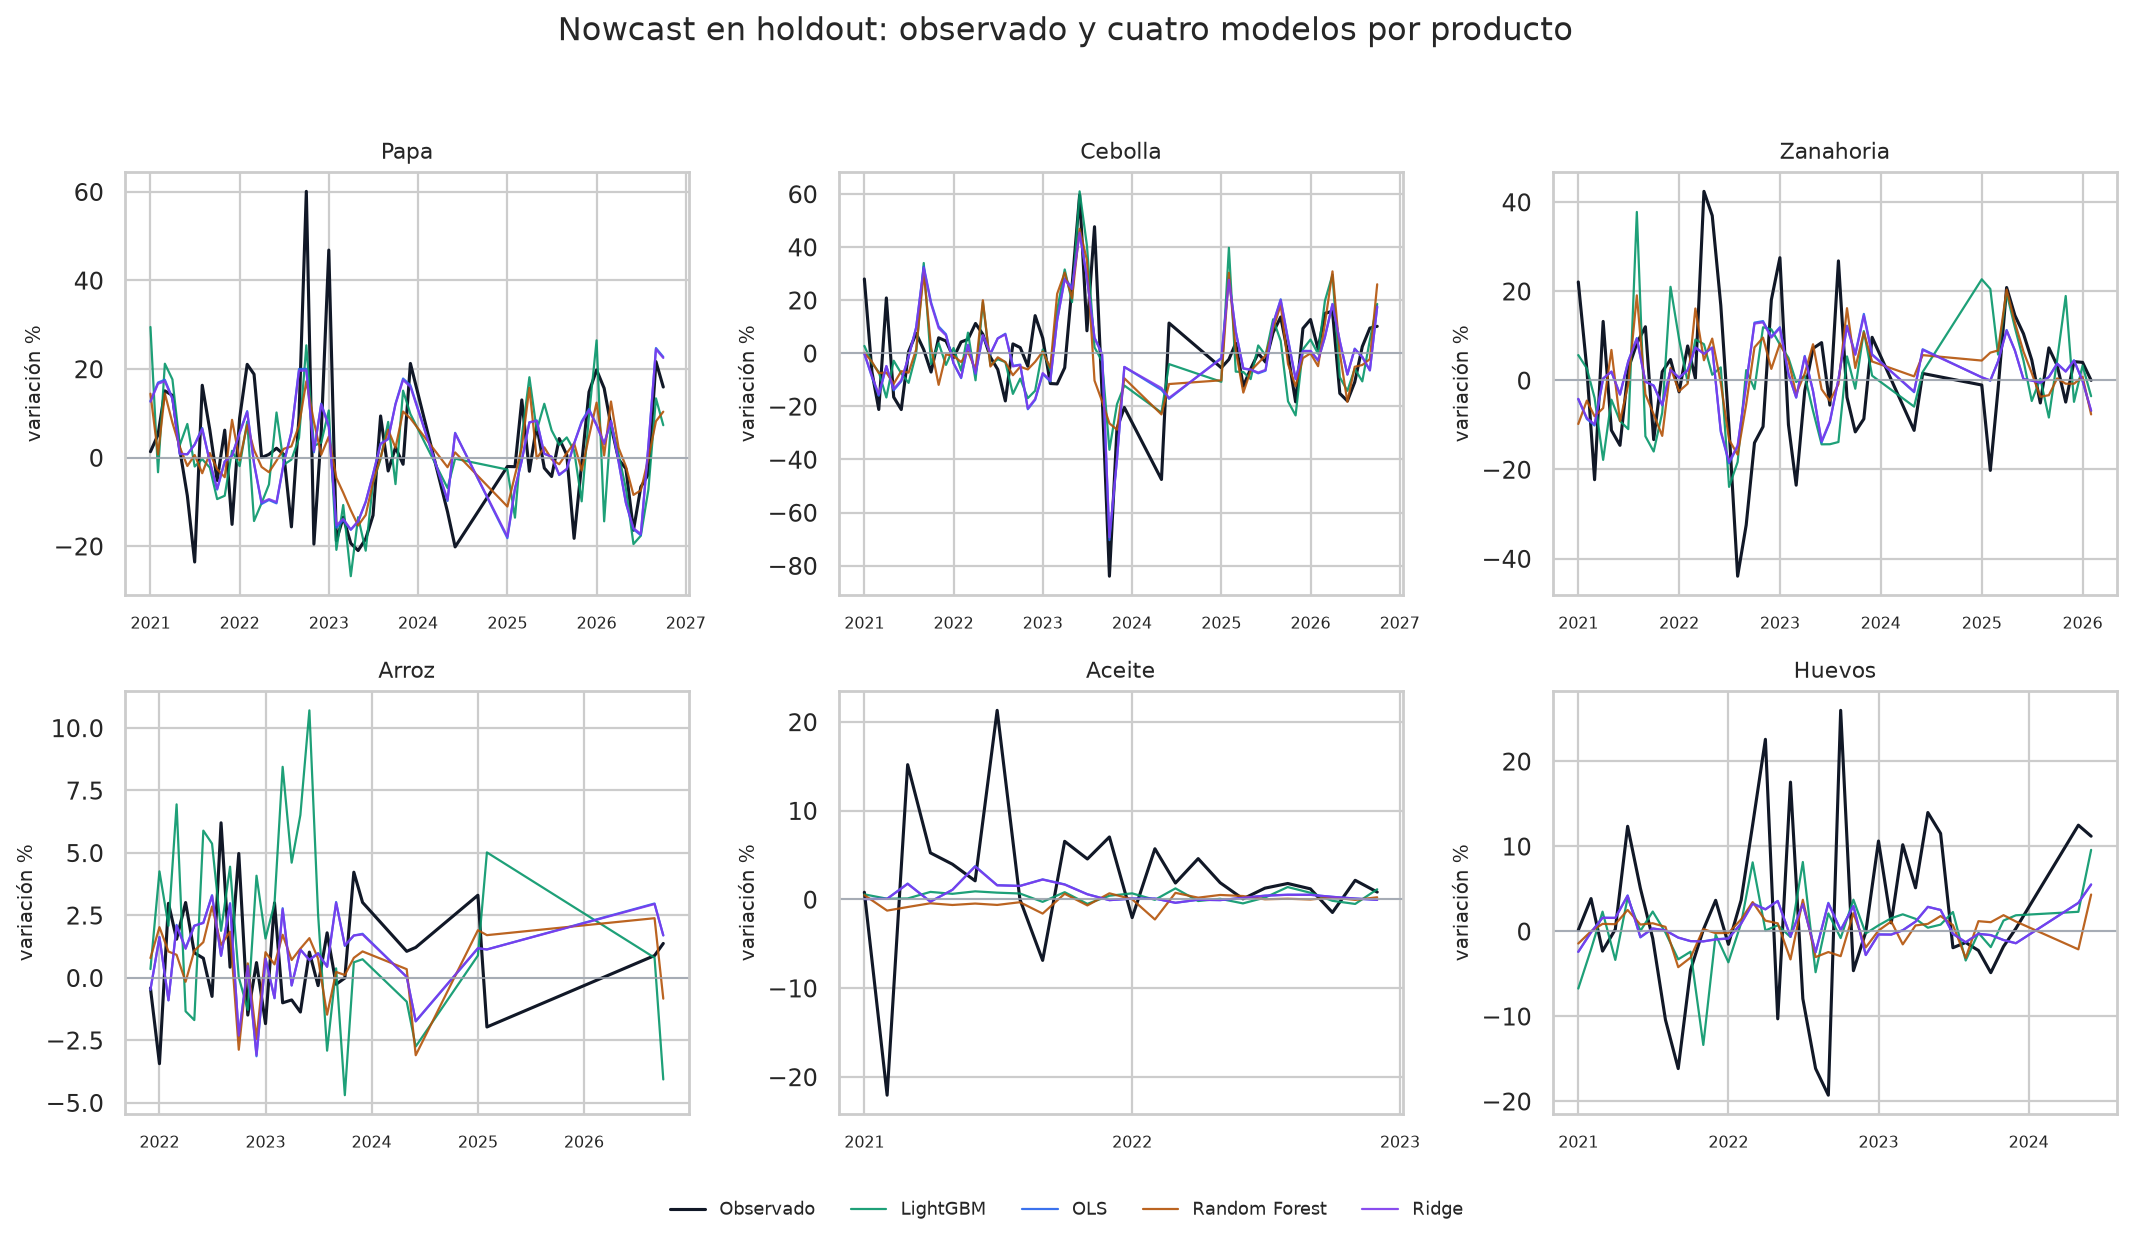 Nowcast en holdout: observado y cuatro modelos por producto
Papa
variación %
60
40
20
0
−20
2021 2022 2023 2024 2025 2026 2027
Cebolla
variación %
60
40
20
0
−20
−40
−60
−80
2021 2022 2023 2024 2025 2026 2027
Zanahoria
variación %
40
20
0
−20
−40
2021 2022 2023 2024 2025 2026
Arroz
variación %
10.0
7.5
5.0
2.5
0.0
−2.5
−5.0
2022 2023 2024 2025 2026
Aceite
variación %
20
10
0
−10
−20
2021 2022 2023
Huevos
variación %
20
10
0
−10
−20
2021 2022 2023 2024
Observado LightGBM OLS Random Forest Ridge